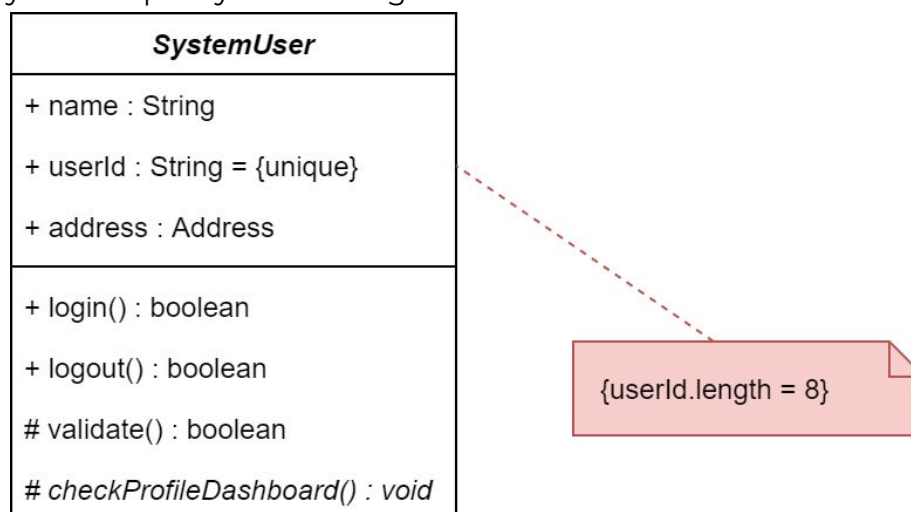 SystemUser
+ name : String
+ userId : String = {unique}
+ address : Address
+ login() : boolean
+ logout() : boolean
# validate() : boolean
# checkProfileDashboard() : void
{userId.length = 8}